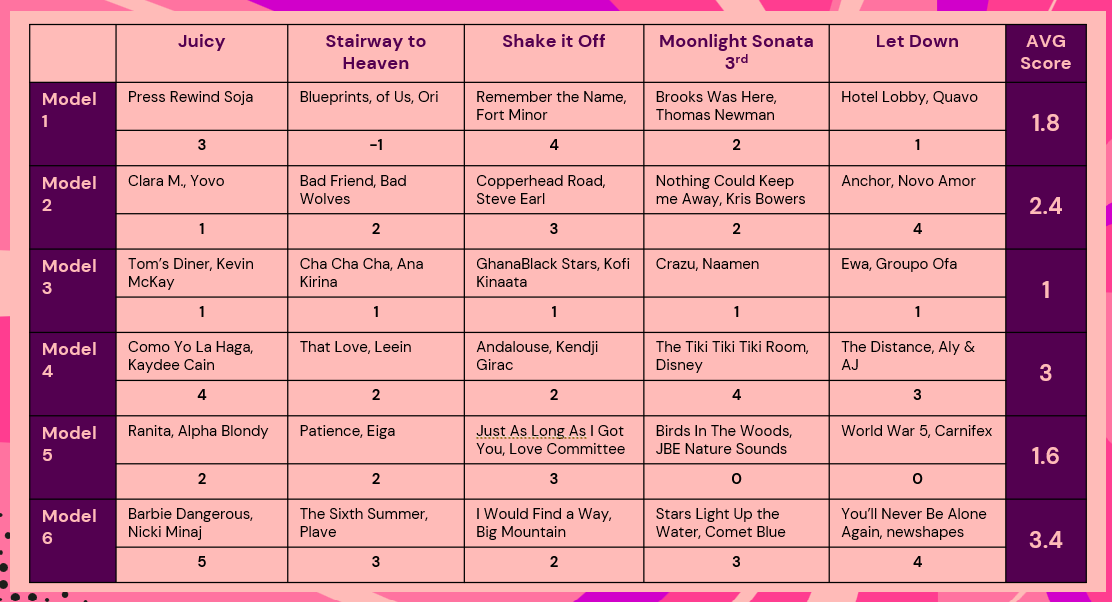 Juicy
Stairway to
Heaven
Shake it Off
Moonlight Sonata
3rd
Let Down
AVG
Score
Model
1
Press Rewind Soja
Blueprints, of Us, Ori
Remember the Name,
Fort Minor
Brooks Was Here,
Thomas Newman
Hotel Lobby, Quavo
1.8
3
-1
4
2
1
Model
2
Clara M., Yovo
Bad Friend, Bad
Wolves
Copperhead Road,
Steve Earl
Nothing Could Keep
me Away, Kris Bowers
Anchor, Novo Amor
2.4
1
2
3
2
4
Model
3
Tom's Diner, Kevin
McKay
Cha Cha Cha, Ana
Kirina
GhanaBlack Stars, Kofi
Kinaata
Crazu, Naamen
Ewa, Groupo Ofa
1
1
1
1
1
1
Model
4
Como Yo La Haga,
Kaydee Cain
That Love, Leein
Andalouse, Kendji
Girac
The Tiki Tiki Tiki Room,
Disney
The Distance, Aly &
AJ
3
4
2
2
4
3
Model
5
Ranita, Alpha Blondy
Patience, Eiga
Just As Long As I Got
You, Love Committee
Birds In The Woods,
JBE Nature Sounds
World War 5, Carnifex
1.6
2
2
3
0
0
Model
6
Barbie Dangerous,
Nicki Minaj
The Sixth Summer,
Plave
I Would Find a Way,
Big Mountain
Stars Light Up the
Water, Comet Blue
You'll Never Be Alone
Again, newshapes
3.4
5
3
2
3
4